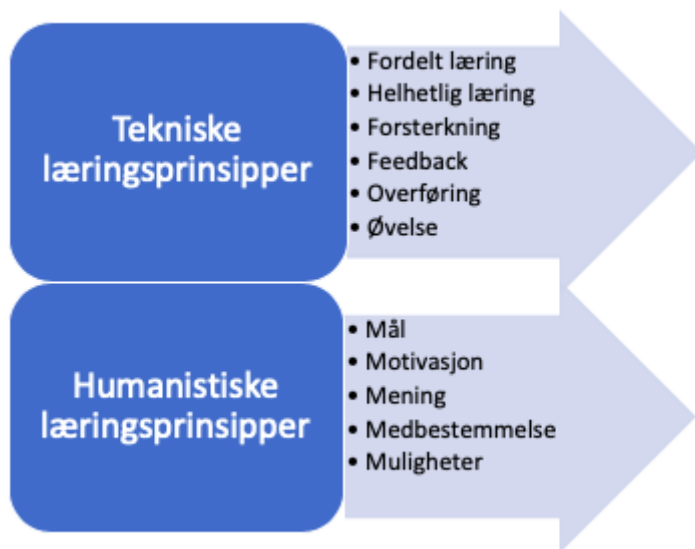 Tekniske
læringsprinsipper
• Fordelt læring
• Helhetlig læring
• Forsterkning
• Feedback
• Overføring
• Øvelse
Humanistiske
læringsprinsipper
• Mål
• Motivasjon
• Mening
• Medbestemmelse
• Muligheter